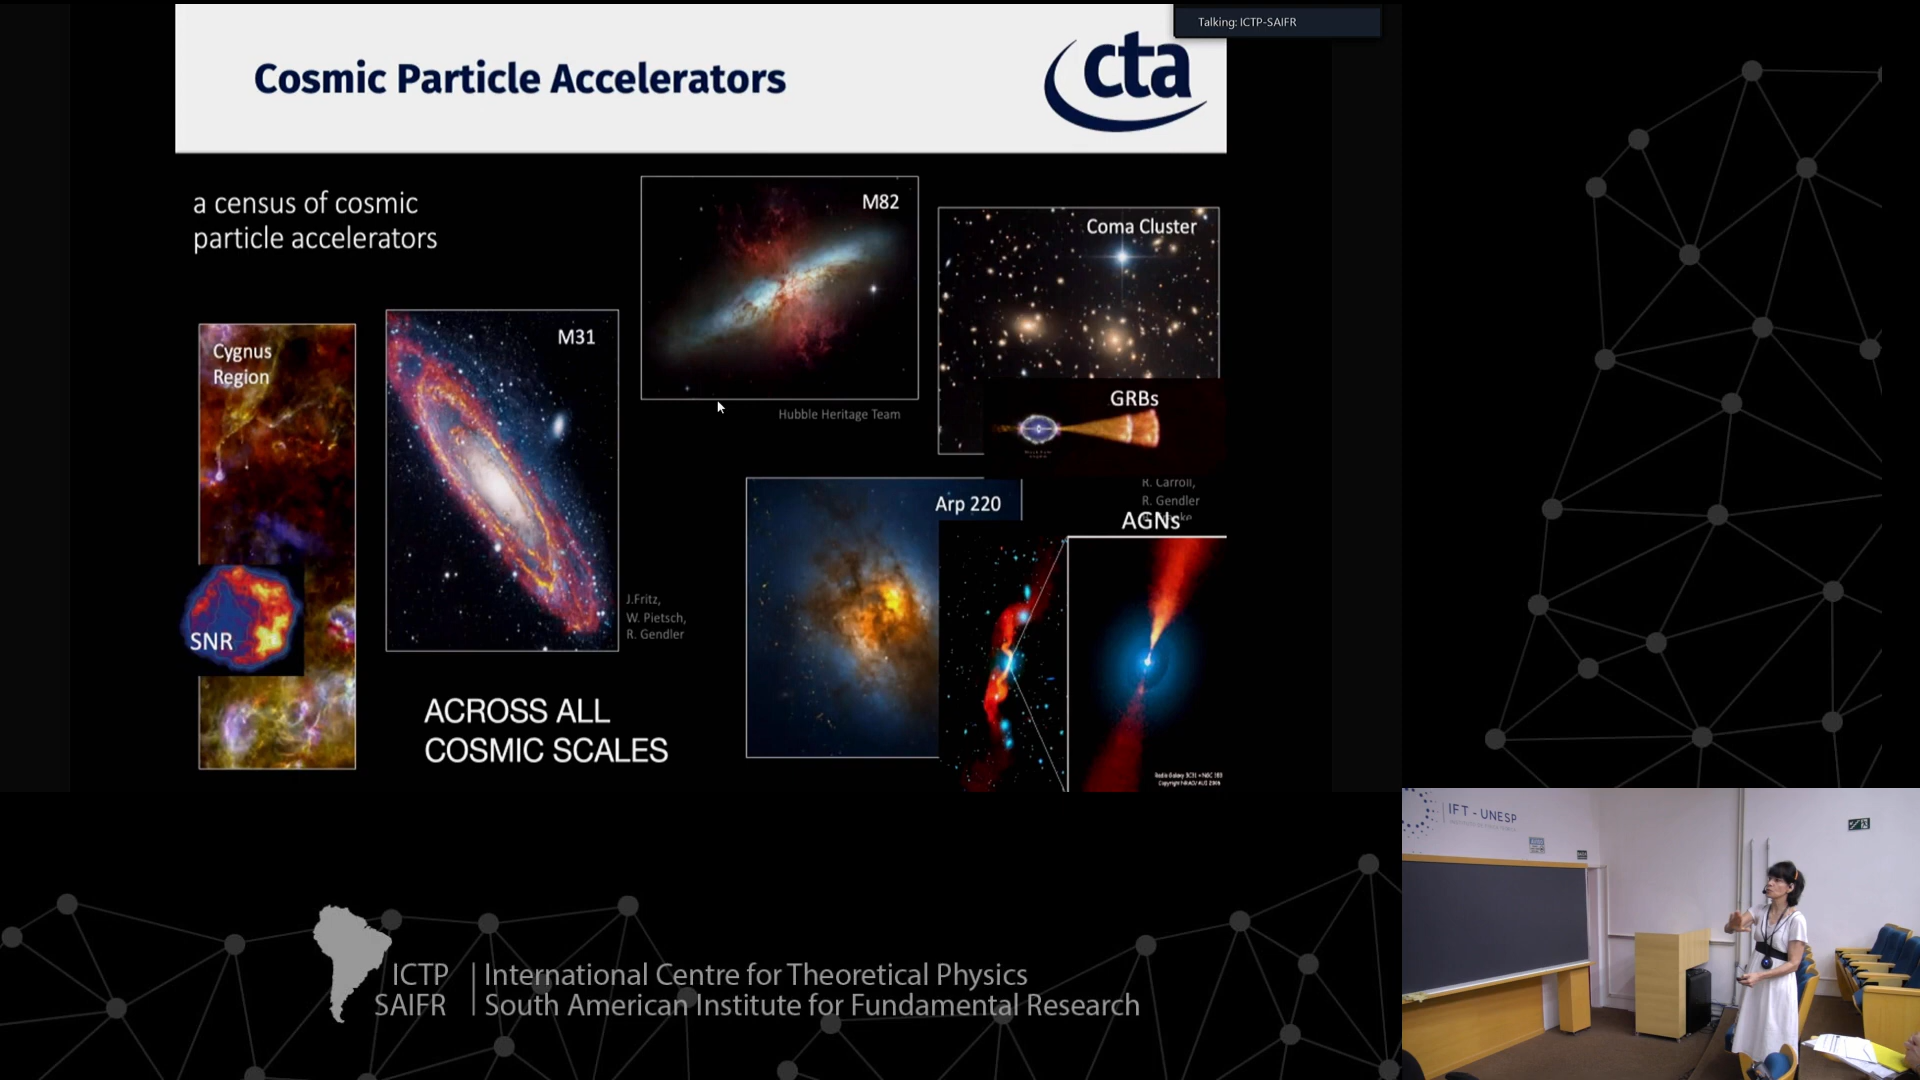 Talking: ICTP-SAIFR
Cosmic Particle Accelerators
cta
a census of cosmic
particle accelerators
M82
Coma Cluster
Cygnus
Region
M31
GRBs
Hubble Heritage Team
R. Carroll,
R. Gendler
Arp 220
AGNs
J.Fritz,
W. Pietsch,
R. Gendler
SNR
ACROSS ALL
COSMIC SCALES
IFT - UNESP
ICTP
SAIFR
International Centre for Theoretical Physics
South American Institute for Fundamental Research